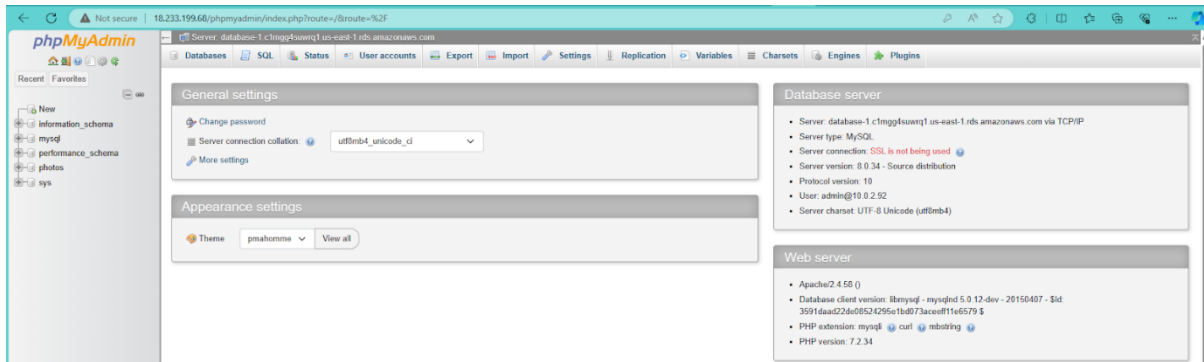 Not secure | 18.233.199.68/phpmyadmin/index.php?route=/&route=%2F
phpMyAdmin
Recent Favorites
New
information_schema
mysql
performance_schema
photos
sys
Server: database-1.c1mgg4suwrq1.us-east-1.rds.amazonaws.com
Databases SQL Status User accounts Export Import Settings Replication Variables Charsets Engines Plugins
General settings
Change password
Server connection collation: utf8mb4_unicode_ci
More settings
Appearance settings
Theme pmahomme View all
Database server
Server: database-1.c1mgg4suwrq1.us-east-1.rds.amazonaws.com via TCP/IP
Server type: MySQL
Server connection: SSL is not being used
Server version: 8.0.34 - Source distribution
Protocol version: 10
User: admin@10.0.2.92
Server charset: UTF-8 Unicode (utf8mb4)
Web server
Apache/2.4.58 ()
Database client version: libmysql - mysqlnd 5.0.12-dev - 20150407 - $Id:
3591daad22de08524295e1bd073aceeff11e6579 $
PHP extension: mysqli curl mbstring
PHP version: 7.2.34